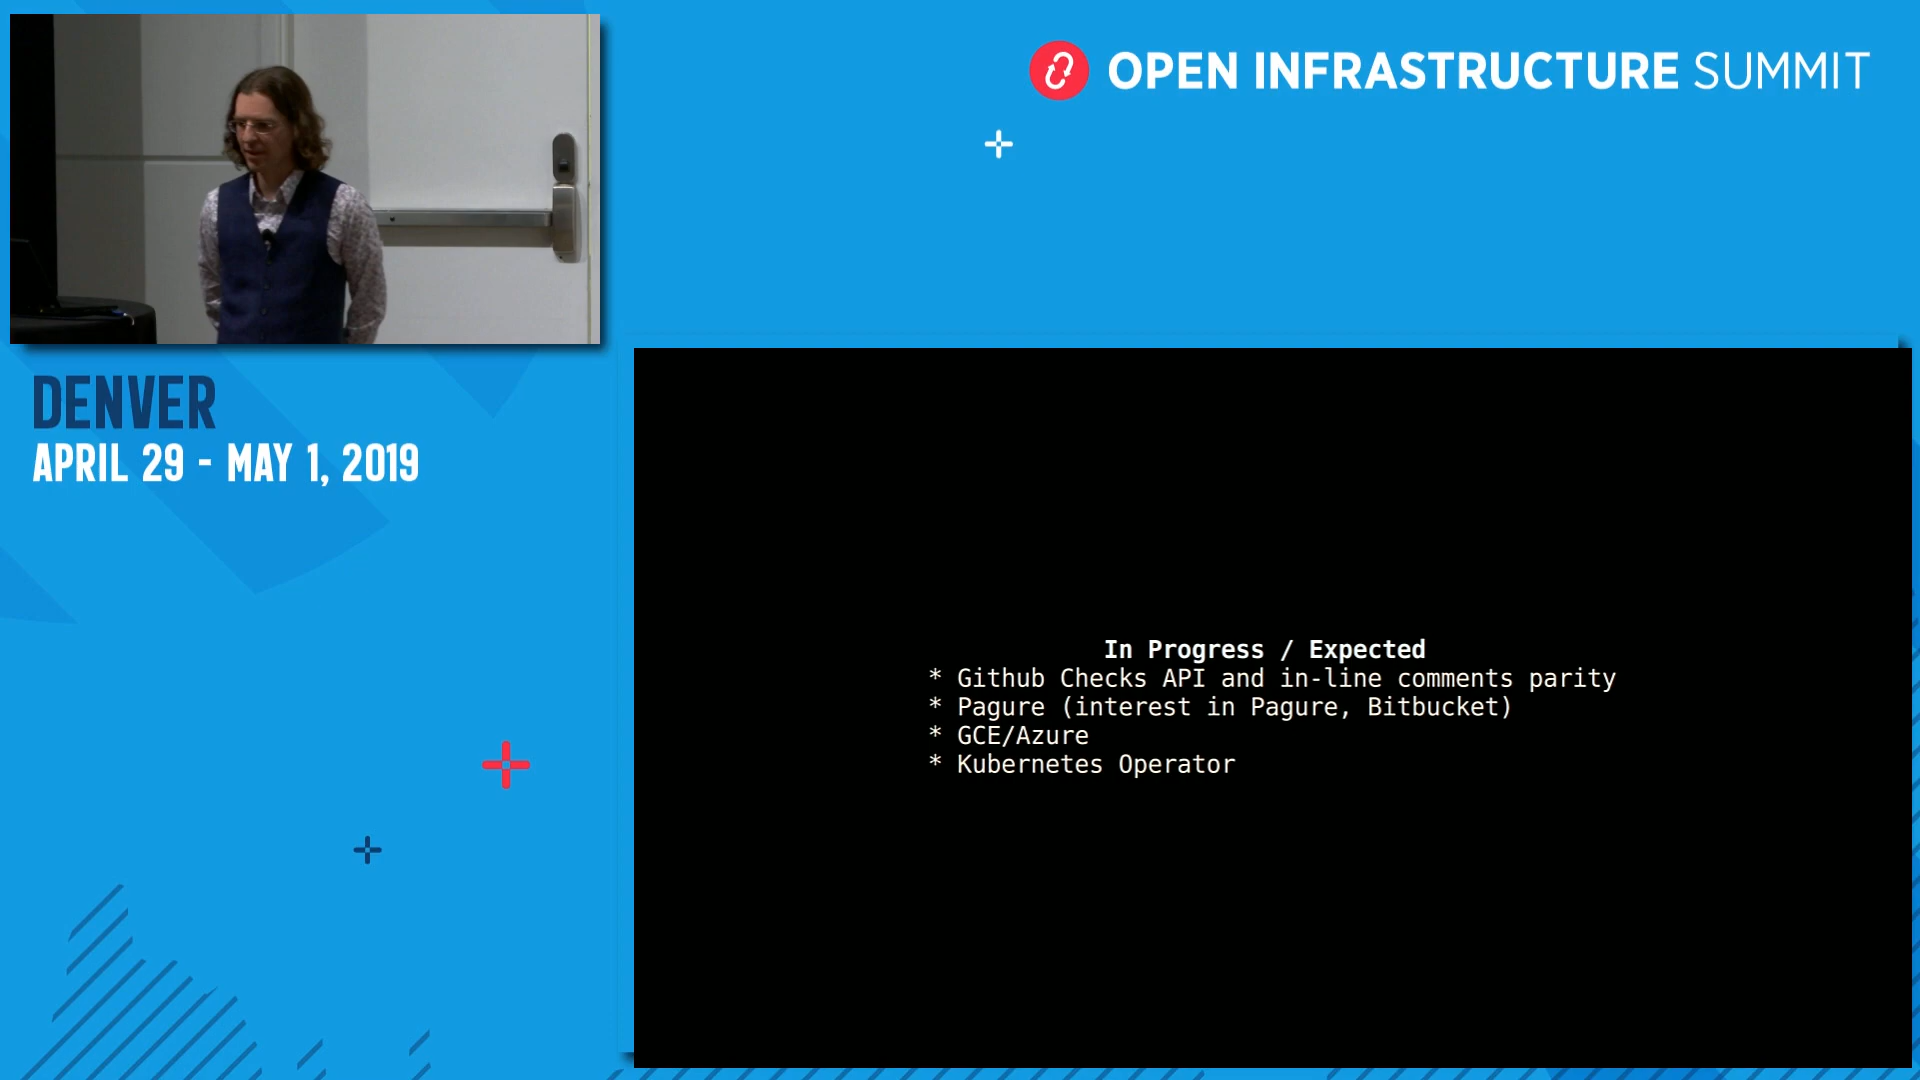 OPEN INFRASTRUCTURE SUMMIT
DENVER
APRIL 29 - MAY 1, 2019
In Progress / Expected
* Github Checks API and in-line comments parity
* Pagure (interest in Pagure, Bitbucket)
* GCE/Azure
* Kubernetes Operator